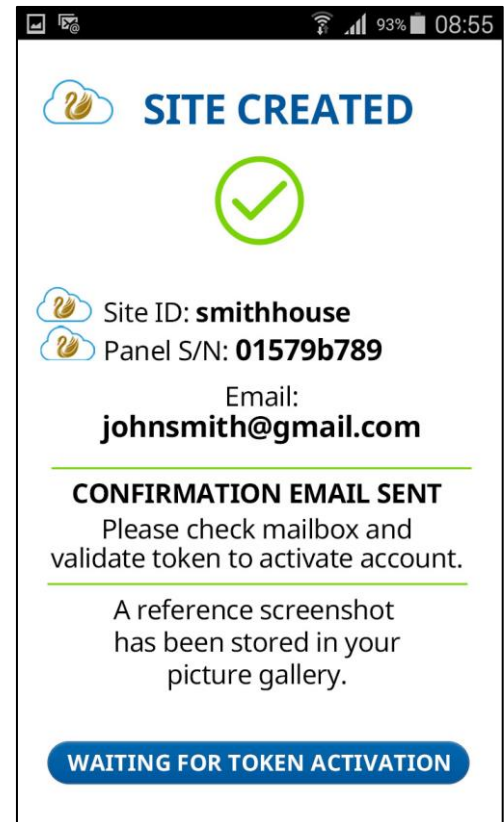 93% 08:55
SITE CREATED
Site ID: smithhouse
Panel S/N: 01579b789
Email:
johnsmith@gmail.com
CONFIRMATION EMAIL SENT
Please check mailbox and
validate token to activate account.
A reference screenshot
has been stored in your
picture gallery.
WAITING FOR TOKEN ACTIVATION